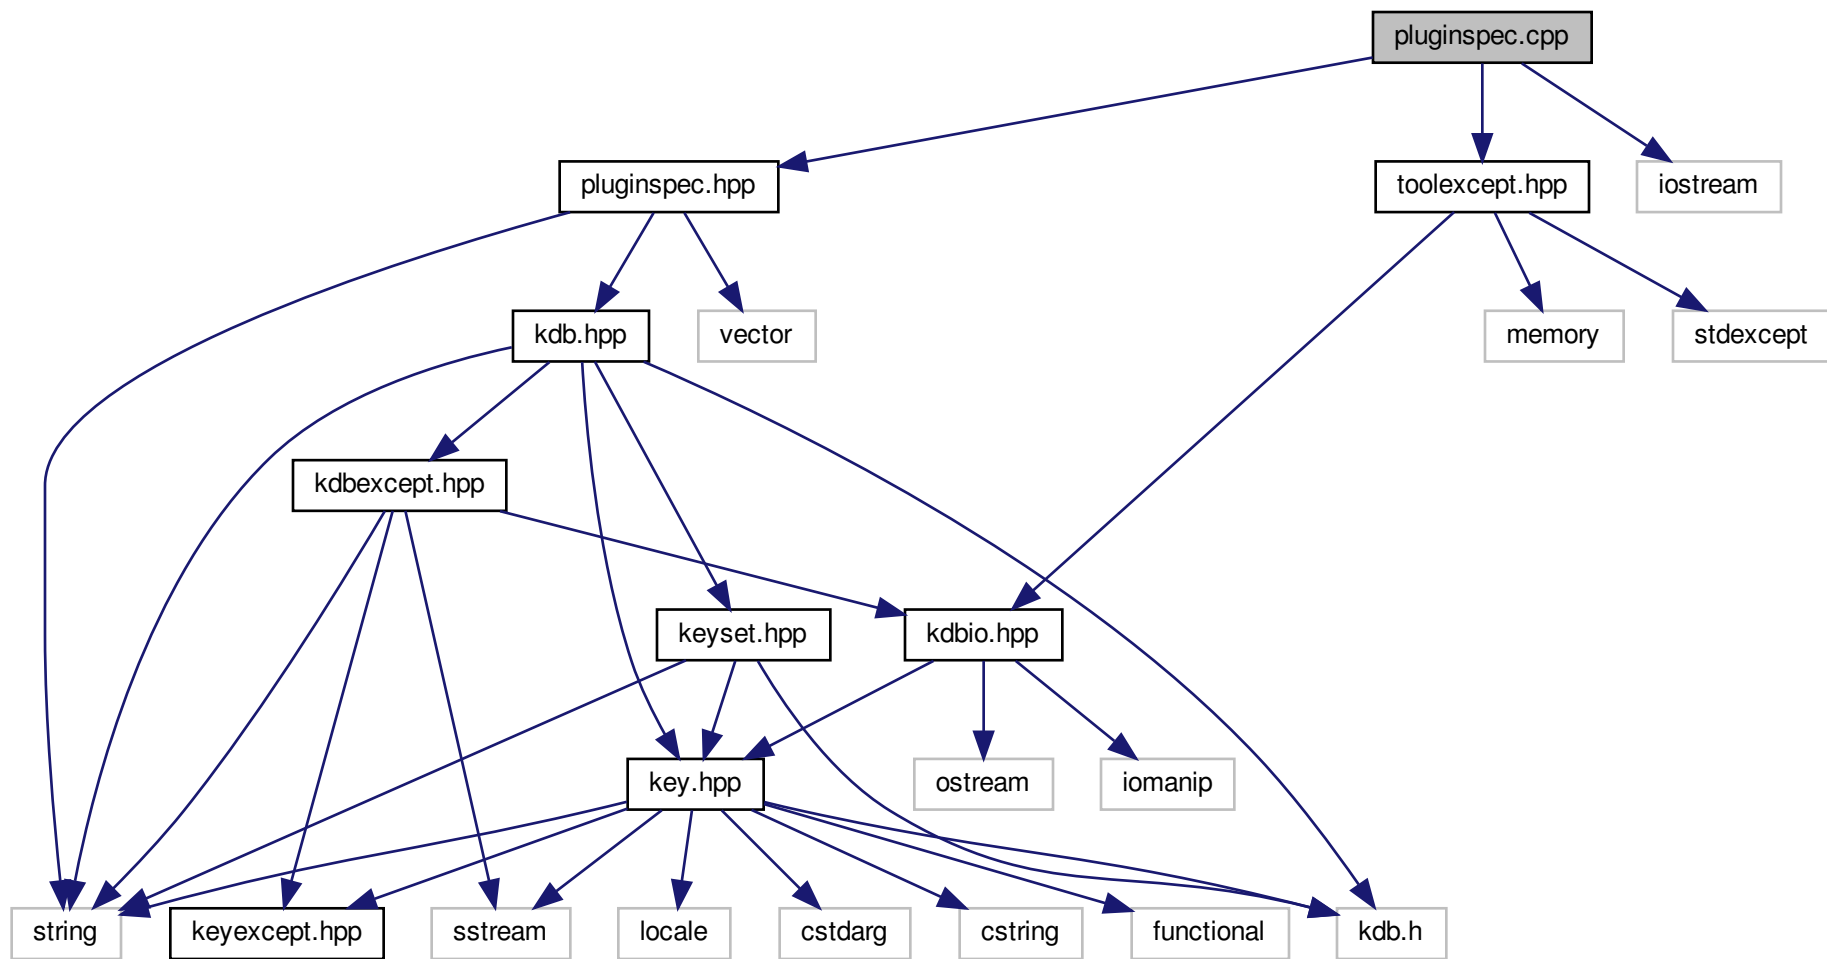 pluginspec.cpp
pluginspec.hpp
toolexcept.hpp
iostream
kdb.hpp
vector
memory
stdexcept
kdbexcept.hpp
keyset.hpp
kdbio.hpp
key.hpp
ostream
iomanip
string
keyexcept.hpp
sstream
locale
cstdarg
cstring
functional
kdb.h